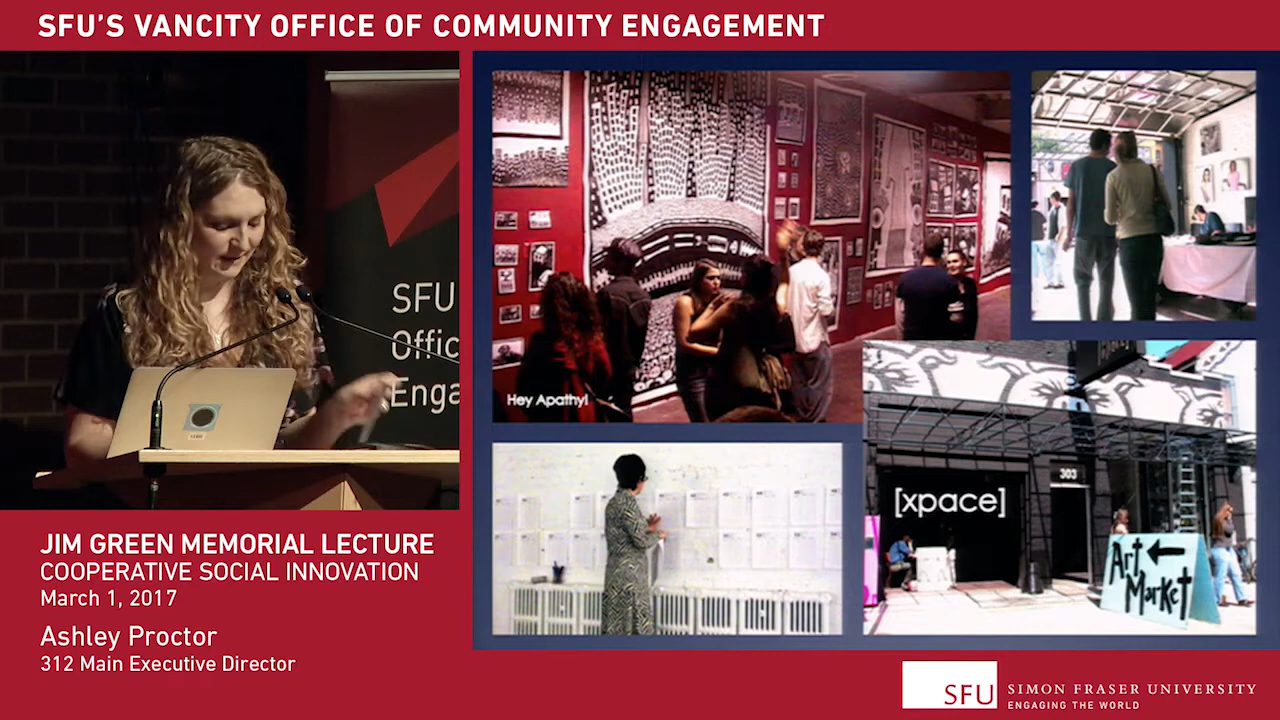 SFU'S VANCITY OFFICE OF COMMUNITY ENGAGEMENT
SFU
Offic
Enga
Hey Apathy!
303
[xpace]
Art
Market
JIM GREEN MEMORIAL LECTURE
COOPERATIVE SOCIAL INNOVATION
March 1, 2017
Ashley Proctor
312 Main Executive Director
SFU
SIMON FRASER UNIVERSITY
ENGAGING THE WORLD